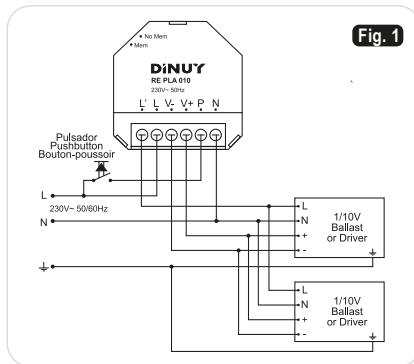 Fig. 1
No Mem
Mem
DiNUY
RE PLA 010
230V~ 50Hz
L' L V- V+ P N
Pulsador
Pushbutton
Bouton-poussoir
L
230V~ 50/60Hz
N
L
N
+
-
1/10V
Ballast
or Driver
L
N
+
-
1/10V
Ballast
or Driver